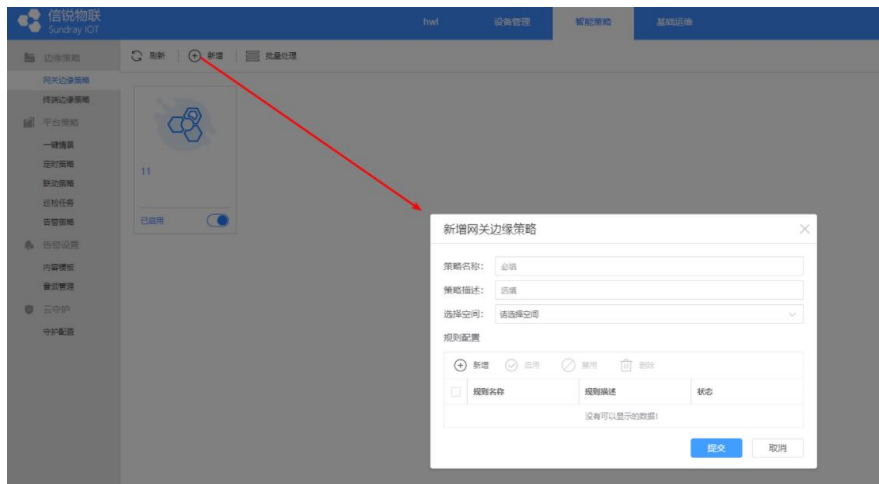 信锐物联
Sundray IOT
hwl
设备管理
智能策略
基础运维
边缘策略
网关边缘策略
终端边缘策略
平台策略
一键情景
定时策略
联动策略
巡检任务
告警策略
告警设置
内容模板
音频管理
云守护
守护配置
刷新
新增
批量处理
11
已启用
新增网关边缘策略
策略名称：
必填
策略描述：
选填
选择空间：
请选择空间
规则配置
新增
启用
禁用
删除
规则名称
规则描述
状态
没有可以显示的数据！
提交
取消